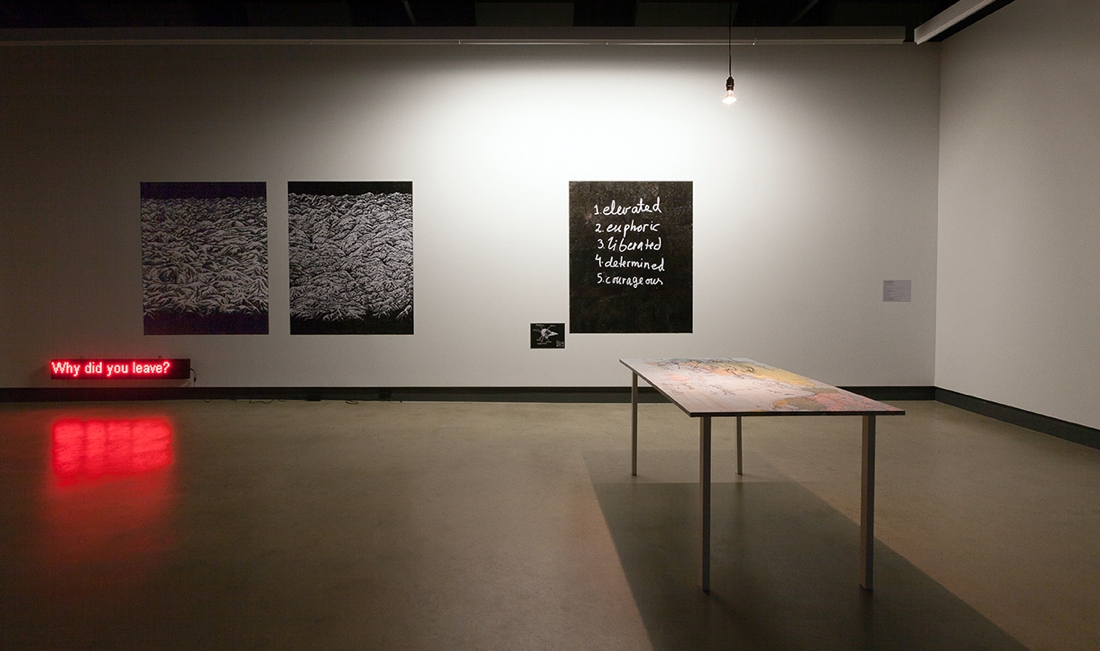 1. elevated
2. euphoric
3. liberated
4. determined
5. courageous
Why did you leave?